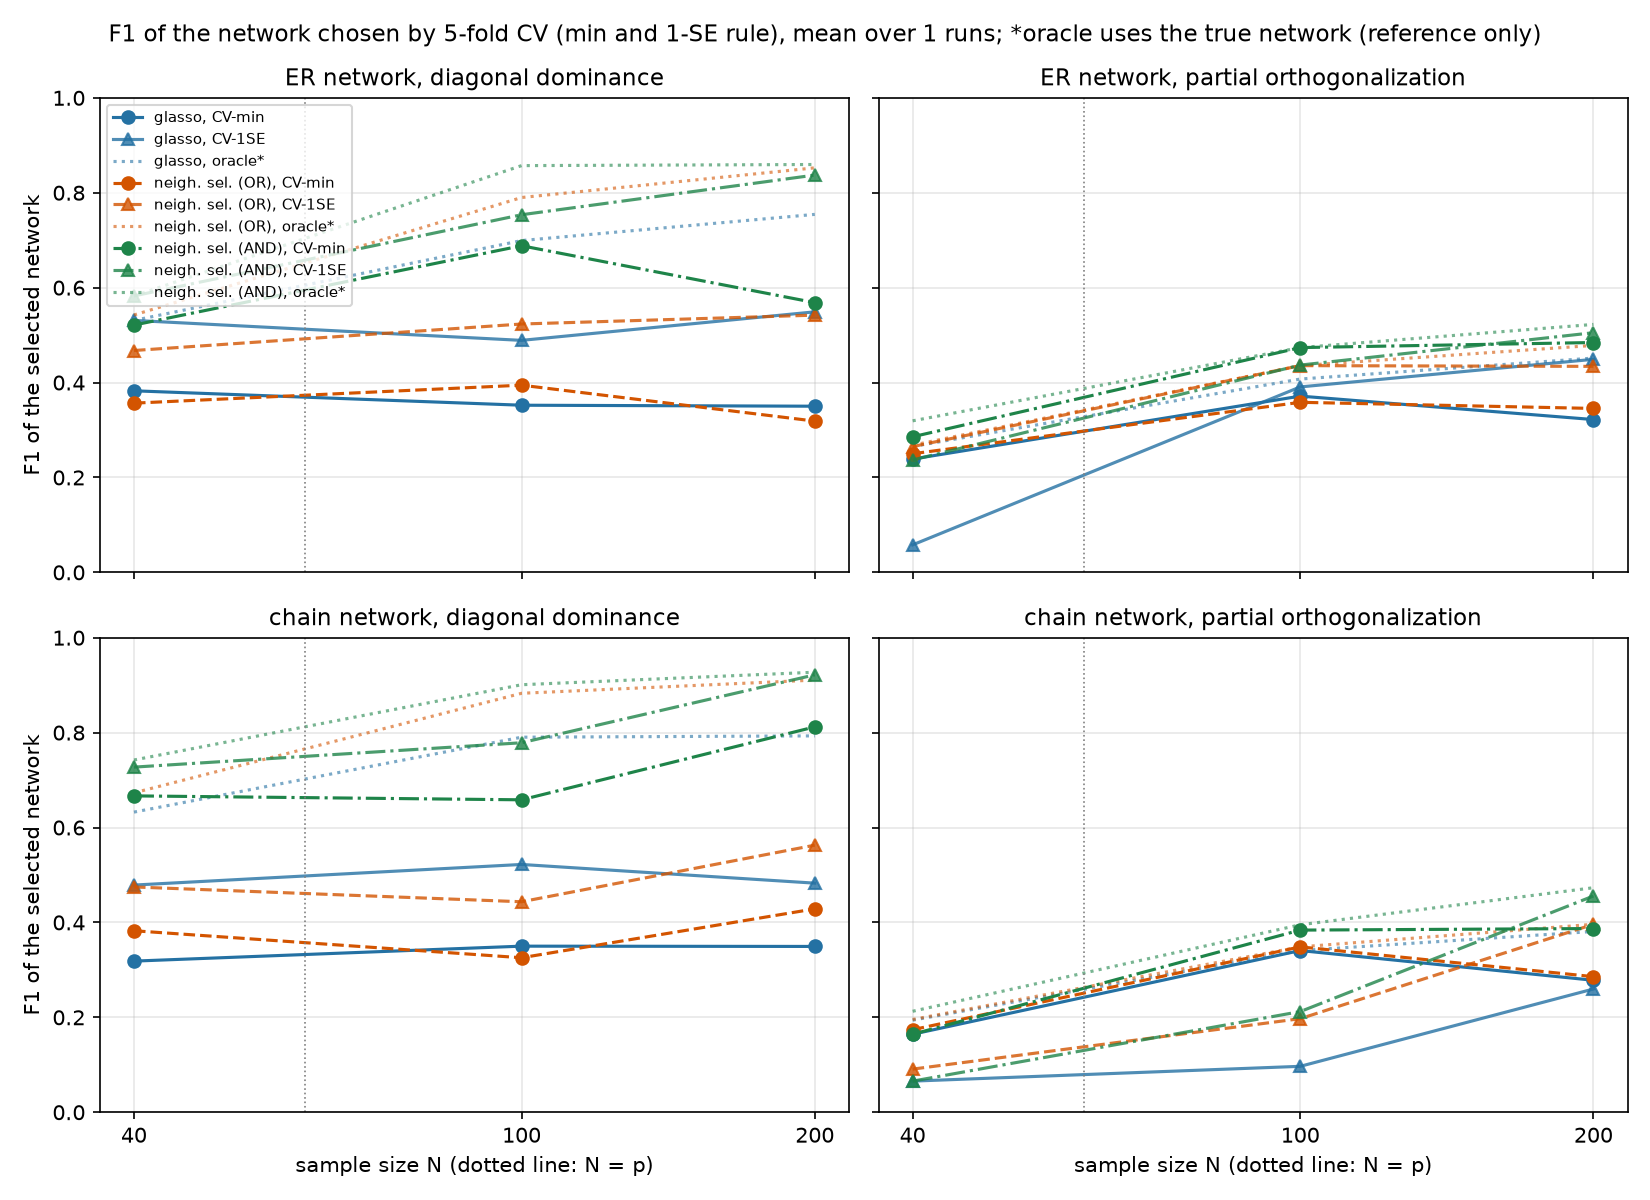 F1 of the network chosen by 5-fold CV (min and 1-SE rule), mean over 1 runs; *oracle uses the true network (reference only)
ER network, diagonal dominance
ER network, partial orthogonalization
F1 of the selected network
1.0
0.8
0.6
0.4
0.2
0.0
glasso, CV-min
glasso, CV-1SE
glasso, oracle*
neigh. sel. (OR), CV-min
neigh. sel. (OR), CV-1SE
neigh. sel. (OR), oracle*
neigh. sel. (AND), CV-min
neigh. sel. (AND), CV-1SE
neigh. sel. (AND), oracle*
chain network, diagonal dominance
chain network, partial orthogonalization
F1 of the selected network
1.0
0.8
0.6
0.4
0.2
0.0
40 100 200
40 100 200
sample size N (dotted line: N = p)
sample size N (dotted line: N = p)